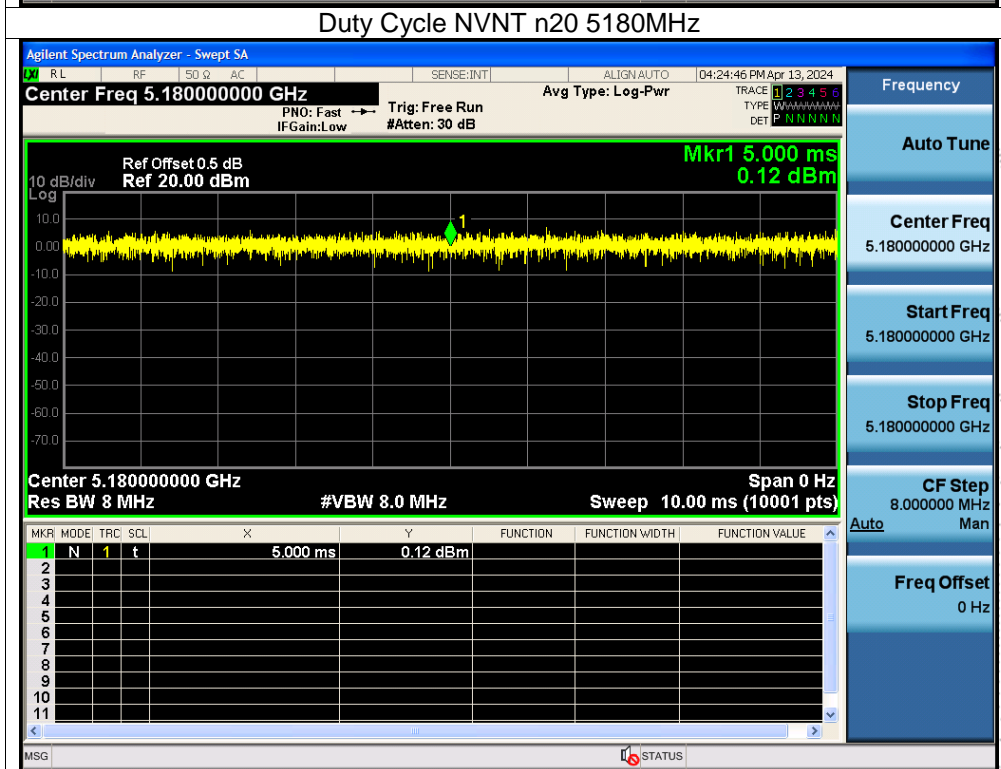 Duty Cycle NVNT n20 5180MHz
Agilent Spectrum Analyzer - Swept SA
LXI RL RF 50 Ω AC SENSE:INT ALIGN AUTO 04:24:46 PM Apr 13, 2024
Center Freq 5.180000000 GHz Avg Type: Log-Pwr TRACE 1 2 3 4 5 6
PNO: Fast Trig: Free Run TYPE WWWWWW
IFGain:Low #Atten: 30 dB DET P N N N N N
Frequency
Mkr1 5.000 ms
Ref Offset 0.5 dB
10 dB/div Ref 20.00 dBm 0.12 dBm
Log
10.0
1
0.00
-10.0
-20.0
-30.0
-40.0
-50.0
-60.0
-70.0
Center 5.180000000 GHz Span 0 Hz
Res BW 8 MHz #VBW 8.0 MHz Sweep 10.00 ms (10001 pts)
MKR MODE TRC SCL X Y FUNCTION FUNCTION WIDTH FUNCTION VALUE
1 N 1 t 5.000 ms 0.12 dBm
2
3
4
5
6
7
8
9
10
11
MSG STATUS
Auto Tune
Center Freq
5.180000000 GHz
Start Freq
5.180000000 GHz
Stop Freq
5.180000000 GHz
CF Step
8.000000 MHz
Auto Man
Freq Offset
0 Hz